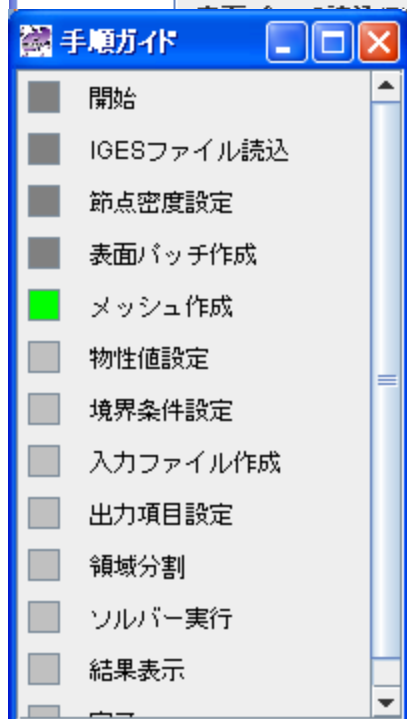 手順ガイド
開始
IGESファイル読込
節点密度設定
表面パッチ作成
メッシュ作成
物性値設定
境界条件設定
入力ファイル作成
出力項目設定
領域分割
ソルバー実行
結果表示